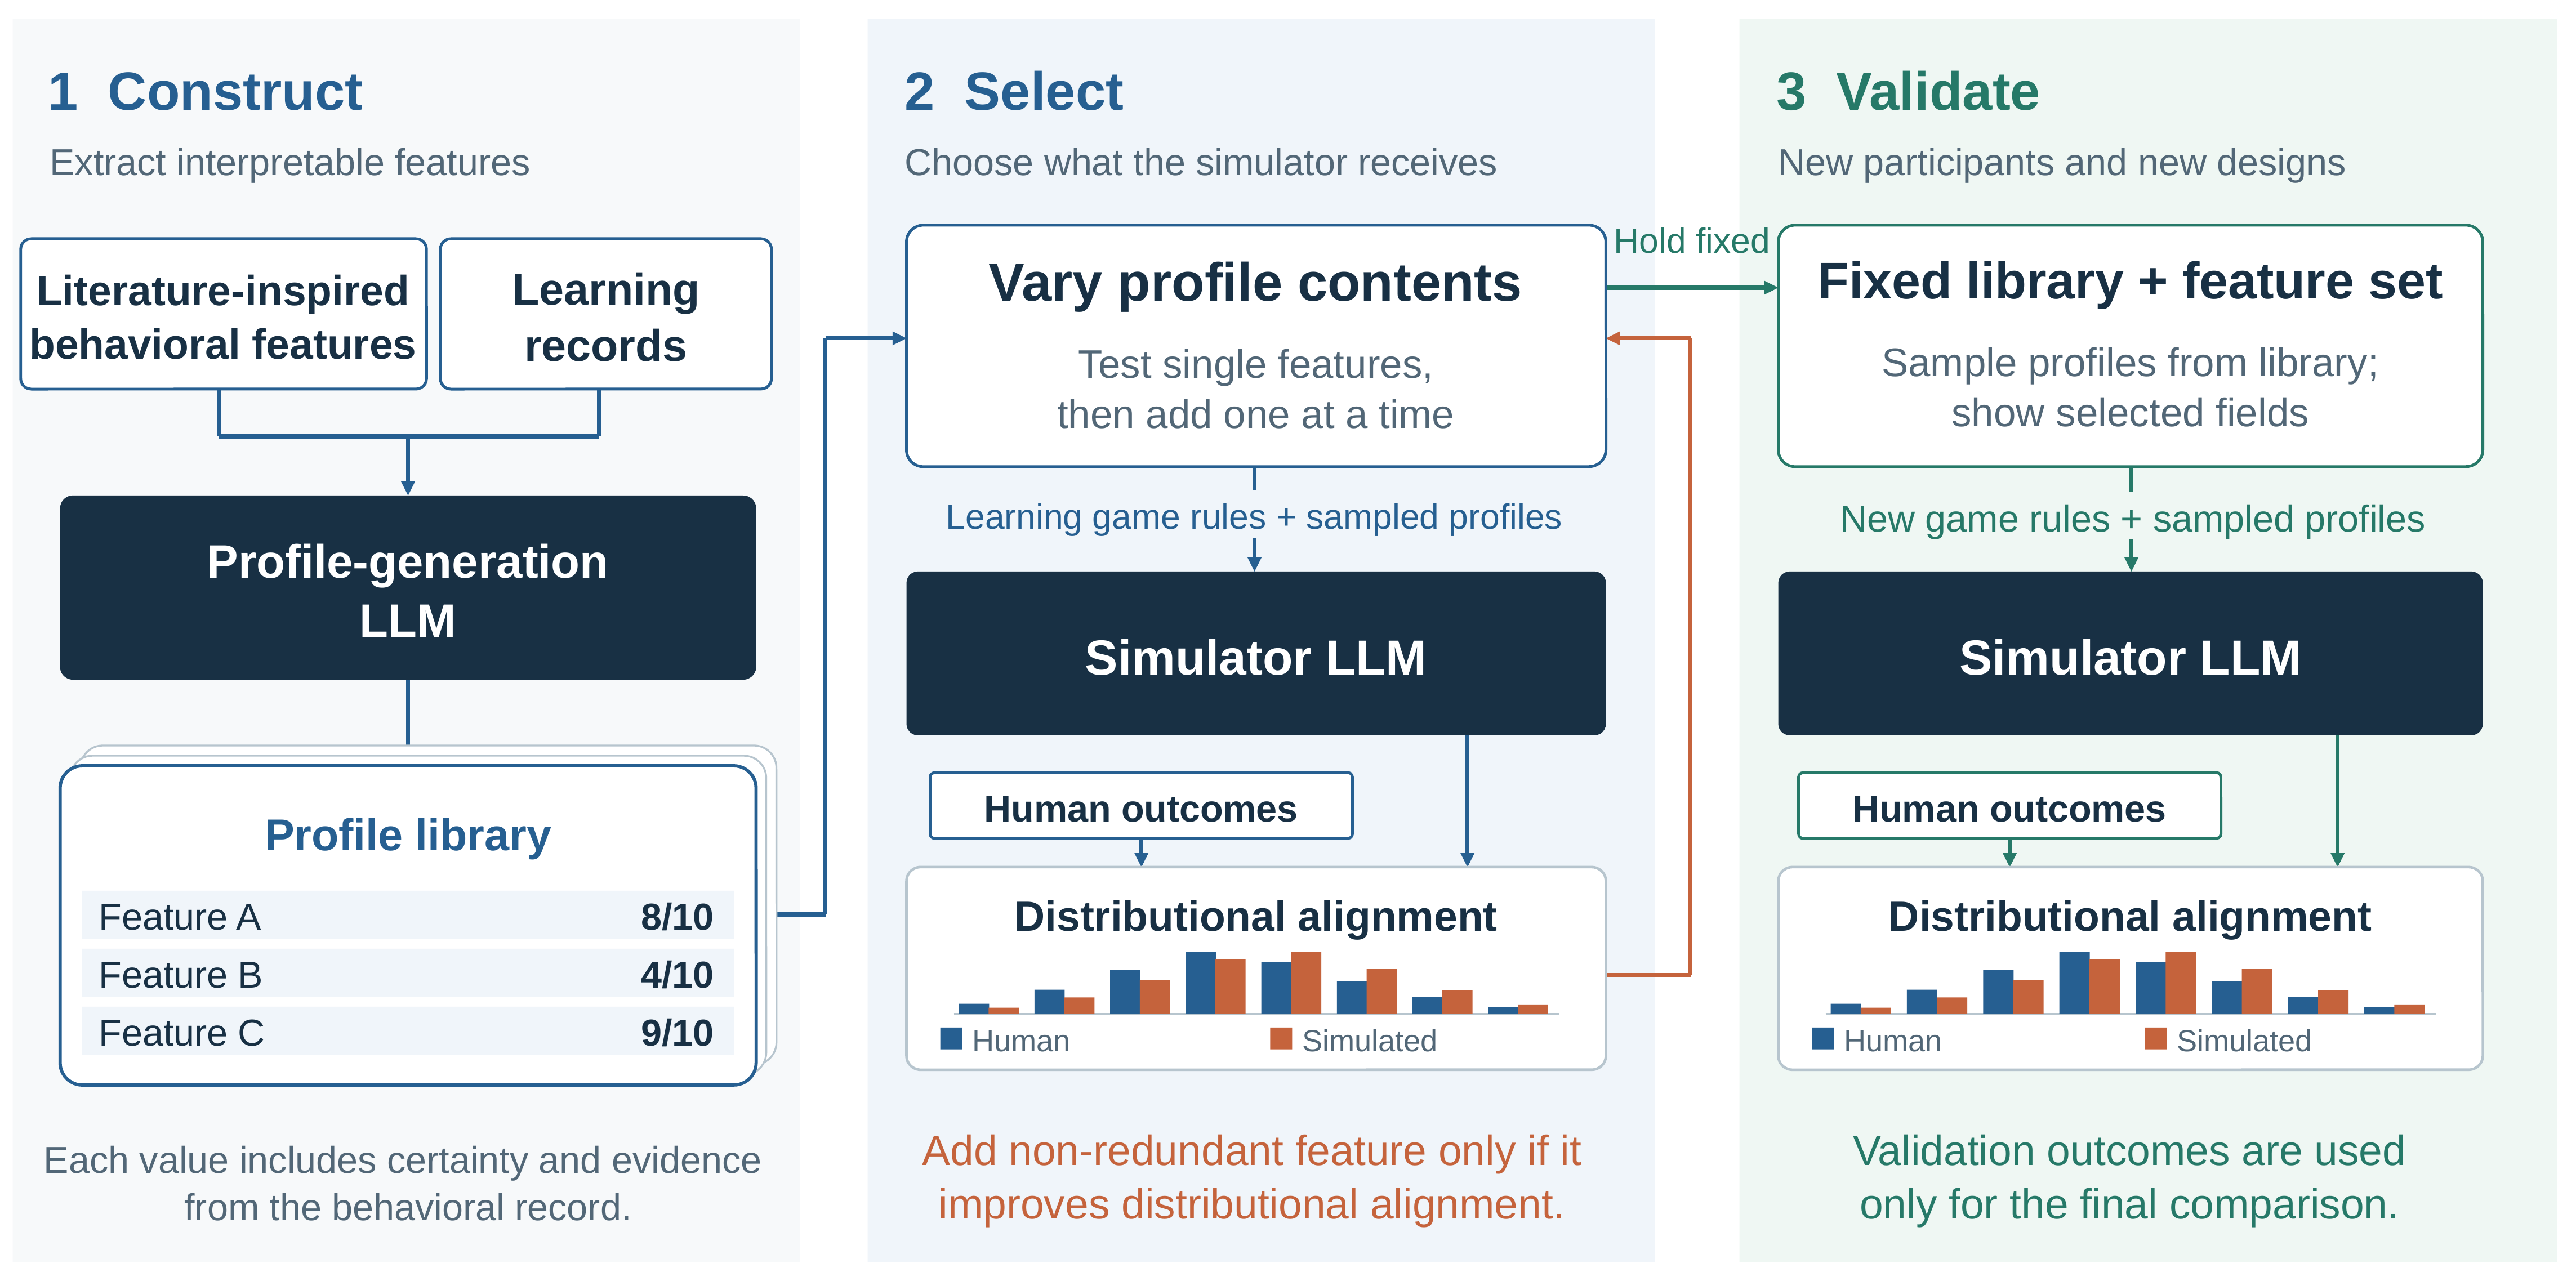 1 Construct
Extract interpretable features
Literature-inspired
behavioral features
Learning
records
Profile-generation
LLM
Profile library
Feature A 8/10
Feature B 4/10
Feature C 9/10
Each value includes certainty and evidence
from the behavioral record.
2 Select
Choose what the simulator receives
Vary profile contents
Test single features,
then add one at a time
Learning game rules + sampled profiles
Simulator LLM
Human outcomes
Distributional alignment
Human Simulated
Add non-redundant feature only if it
improves distributional alignment.
Hold fixed
3 Validate
New participants and new designs
Fixed library + feature set
Sample profiles from library;
show selected fields
New game rules + sampled profiles
Simulator LLM
Human outcomes
Distributional alignment
Human Simulated
Validation outcomes are used
only for the final comparison.